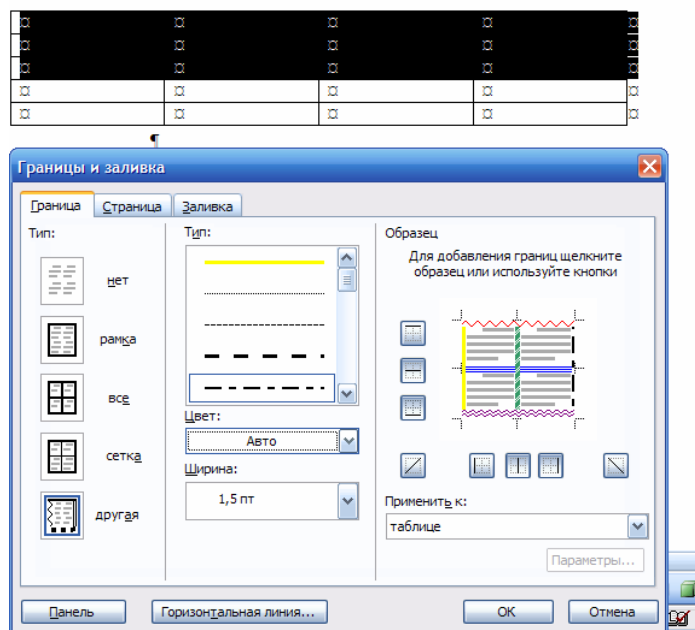 ¤ ¤ ¤ ¤ ¤
¤ ¤ ¤ ¤ ¤
¤ ¤ ¤ ¤ ¤
¤ ¤ ¤ ¤ ¤
¤ ¤ ¤ ¤ ¤
¶
Границы и заливка
Граница Страница Заливка
Тип:
нет
рамка
все
сетка
другая
Тип:
Цвет:
Авто
Ширина:
1,5 пт
Образец
Для добавления границ щелкните
образец или используйте кнопки
Применить к:
таблице
Параметры...
Панель Горизонтальная линия... ОК Отмена